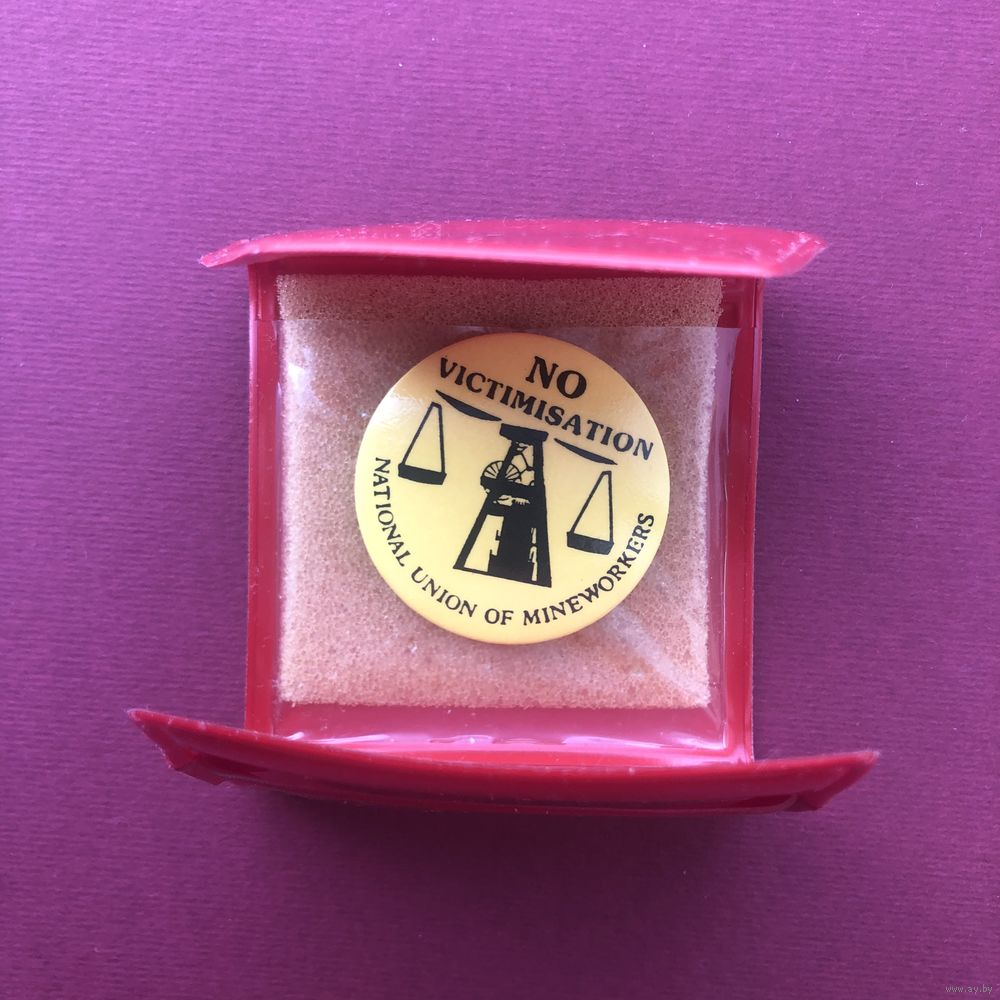 NO
VICTIMISATION
NATIONAL UNION OF MINEWORKERS
www.ay.by